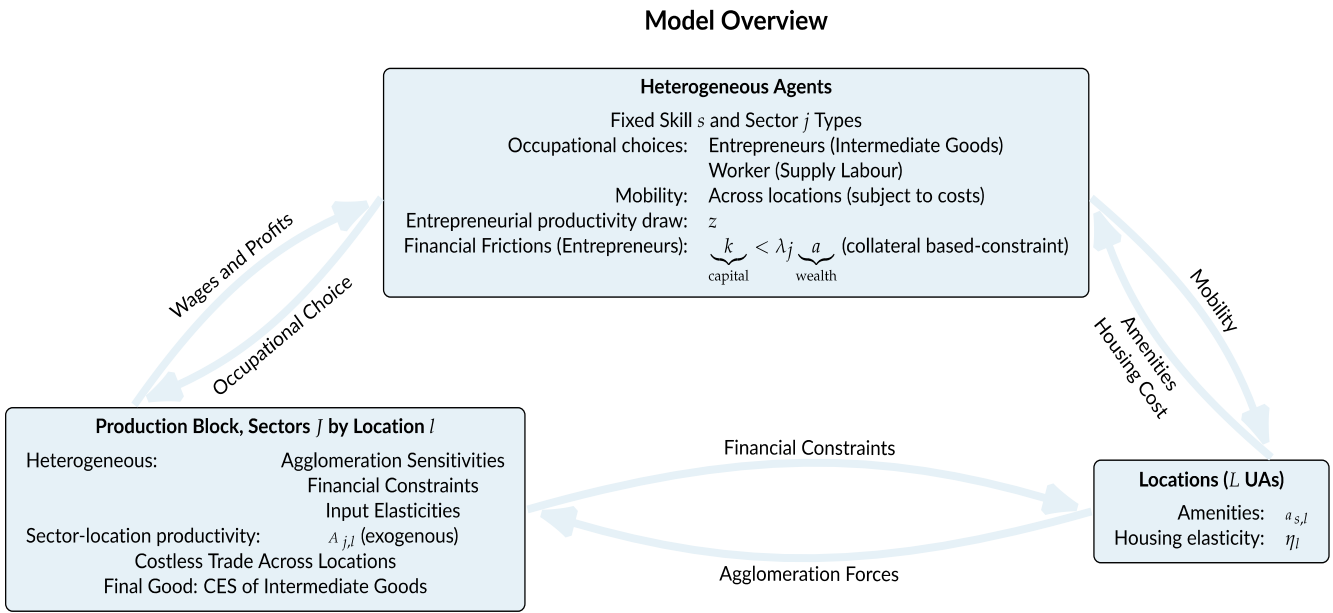 Model Overview
Heterogeneous Agents
Fixed Skill s and Sector j Types
Occupational choices: Entrepreneurs (Intermediate Goods)
Worker (Supply Labour)
Mobility: Across locations (subject to costs)
Entrepreneurial productivity draw: z
Financial Frictions (Entrepreneurs): k < λj a (collateral based-constraint)
capital wealth
Wages and Profits
Occupational Choice
Mobility
Amenities
Housing Cost
Production Block, Sectors J by Location l
Heterogeneous: Agglomeration Sensitivities
Financial Constraints
Input Elasticities
Sector-location productivity: A j,l (exogenous)
Costless Trade Across Locations
Final Good: CES of Intermediate Goods
Financial Constraints
Agglomeration Forces
Locations (L UAs)
Amenities: a s,l
Housing elasticity: ηl